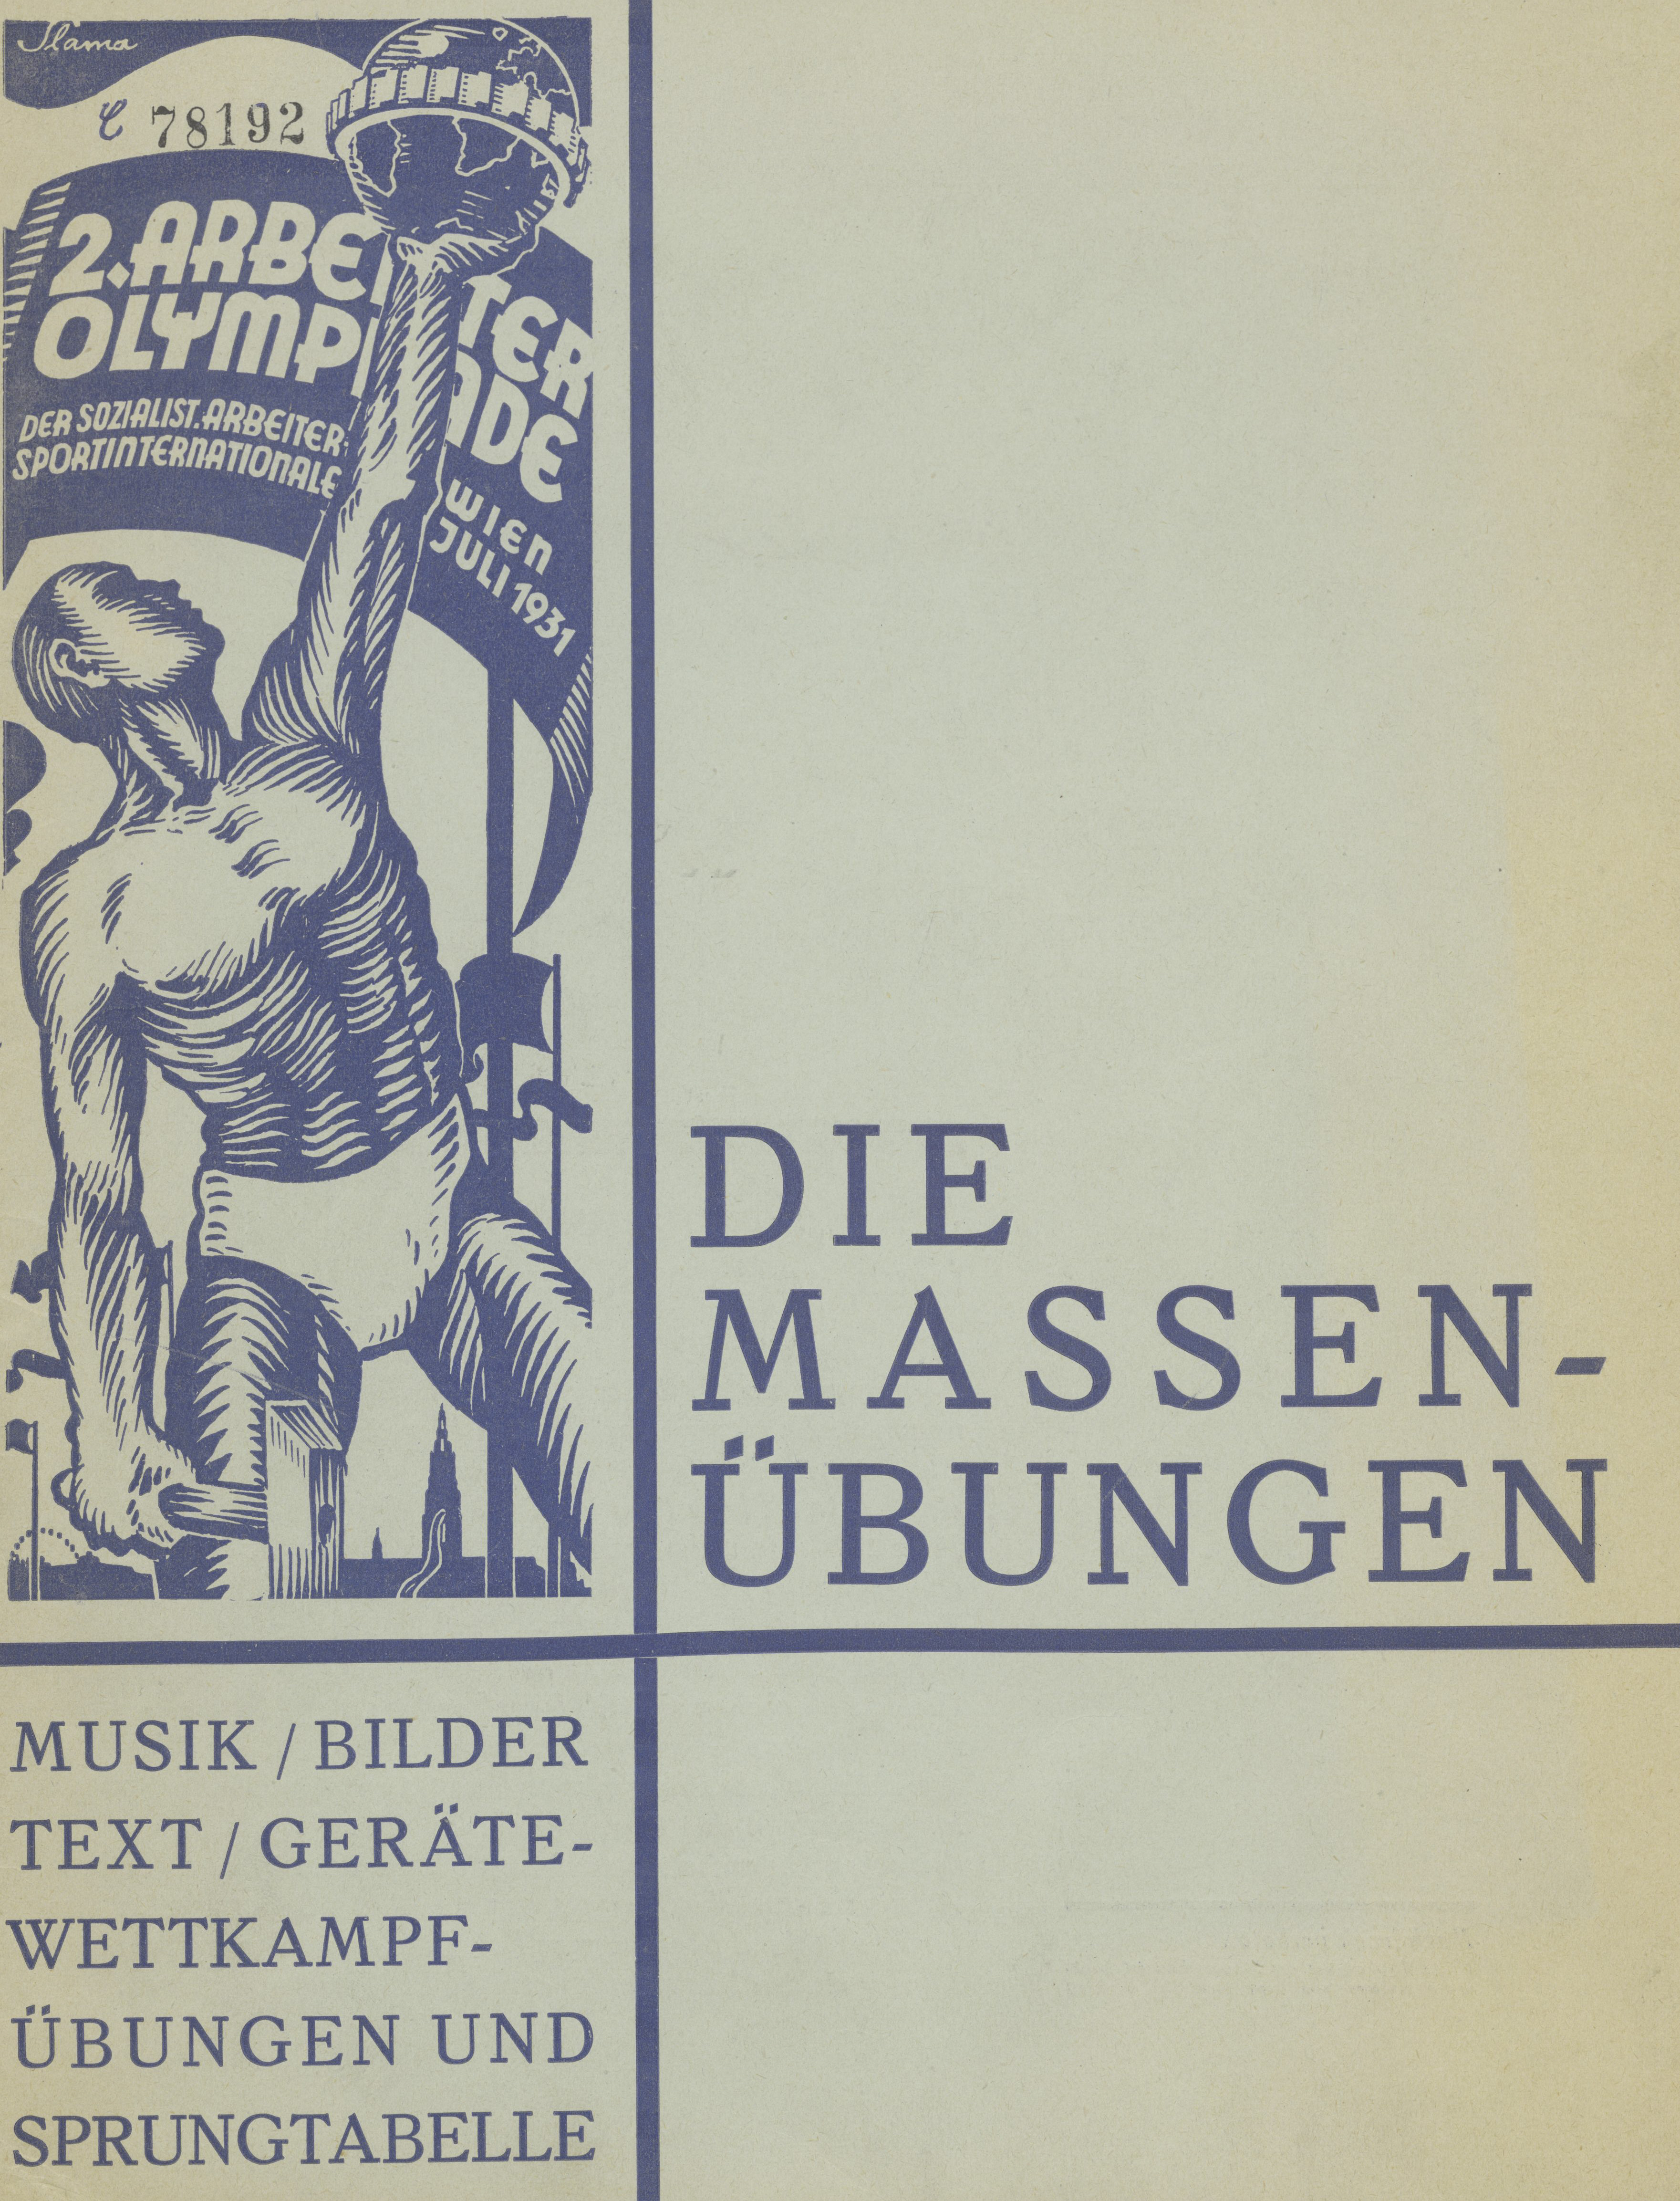 Slama
C 78192
2. ARBEITER
OLYMPIADE
DER SOZIALIST. ARBEITER-
SPORTINTERNATIONALE
WIEN
JULI 1931
DIE
MASSEN-
ÜBUNGEN
MUSIK / BILDER
TEXT / GERÄTE-
WETTKAMPF-
ÜBUNGEN UND
SPRUNGTABELLE